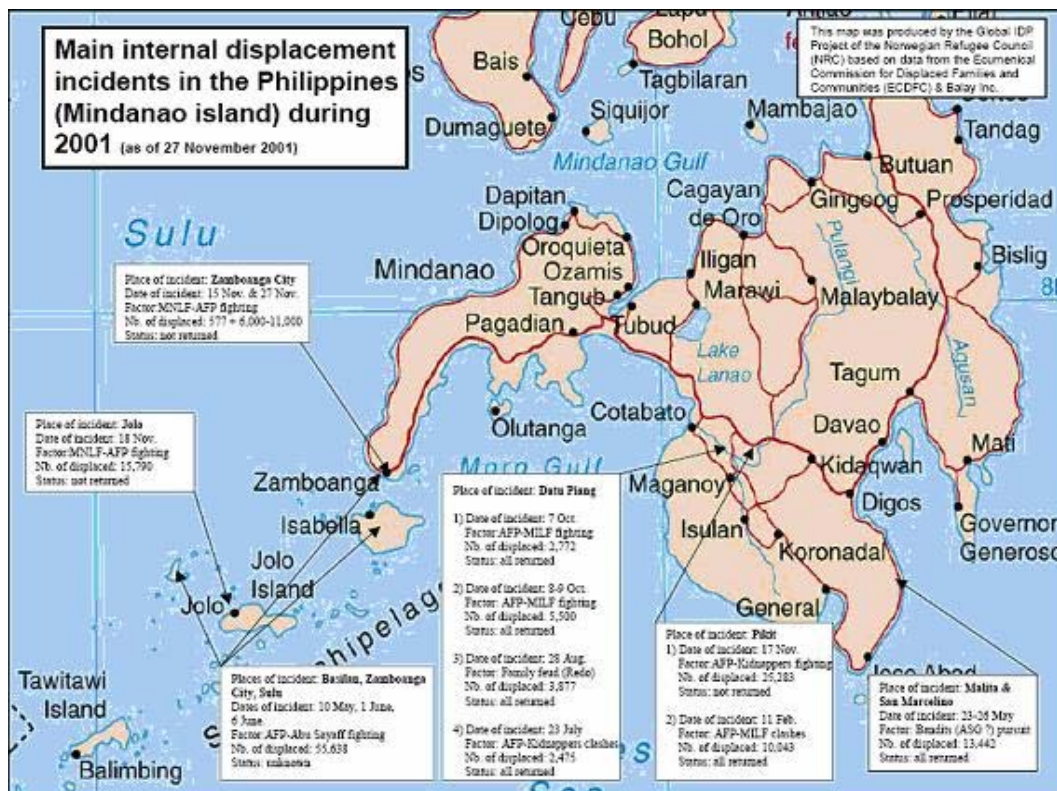 Main internal displacement
incidents in the Philippines
(Mindanao island) during
2001 (as of 27 November 2001)
This map was produced by the Global IDP
Project of the Norwegian Refugee Council
(NRC) based on data from the Ecumenical
Commission for Displaced Families and
Communities (ECDFC) & Balay Inc.
Cebu
Bohol
Bais
Tagbilaran
Siquijor
Mambajao
Tandag
Dumaguete
Mindanao Gulf
Butuan
Dapitan
Cagayan
de Oro
Gingoog
Prosperidad
Dipolog
Sulu
Oroquieta
Pulangi
Mindanao
Ozamis
Iligan
Bislig
Tangub
Marawi
Malaybalay
Pagadian
Tubud
Lake
Lanao
Agusan
Tagum
Cotabato
Olutanga
Davao
Mati
Moro Gulf
Kidaqwan
Zamboanga
Maganoy
Digos
Isabella
Isulan
Governor
Generoso
Koronadal
Jolo
Island
Jolo
General
Tawitawi
Island
Balimbing
Place of incident: Zamboanga City
Date of incident: 15 Nov. & 27 Nov.
Factor:MNLF-AFP fighting
Nb. of displaced: 577 + 6,000-11,000
Status: not returned
Place of incident: Jolo
Date of incident: 18 Nov.
Factor:MNLF-AFP fighting
Nb. of displaced: 15,790
Status: not returned
Places of incident: Basilan, Zamboanga
City, Sulu
Dates of incident: 10 May, 1 June,
6 June
Factor:AFP-Abu Sayaff fighting
Nb. of displaced: 55,638
Status: unknown
Place of incident: Datu Piang
1) Date of incident: 7 Oct.
Factor:AFP-MILF fighting
Nb. of displaced: 2,772
Status: all returned
2) Date of incident: 8-9 Oct.
Factor: AFP-MILF fighting
Nb. of displaced: 5,500
Status: all returned
3) Date of incident: 28 Aug.
Factor: Family feud (Redo)
Nb. of displaced: 3,877
Status: all returned
4) Date of incident: 23 July
Factor: AFP-Kidnappers clashes
Nb. of displaced: 2,475
Status: all returned
Place of incident: Pikit
1) Date of incident: 17 Nov.
Factor:AFP-Kidnappers fighting
Nb. of displaced: 25,283
Status: not returned
2) Date of incident: 11 Feb.
Factor: AFP-MILF clashes
Nb. of displaced: 10,043
Status: all returned
Place of incident: Malita &
San Marcelino
Date of incident: 23-26 May
Factor: Bandits (ASG ?) pursuit
Nb. of displaced: 13,442
Status: all returned